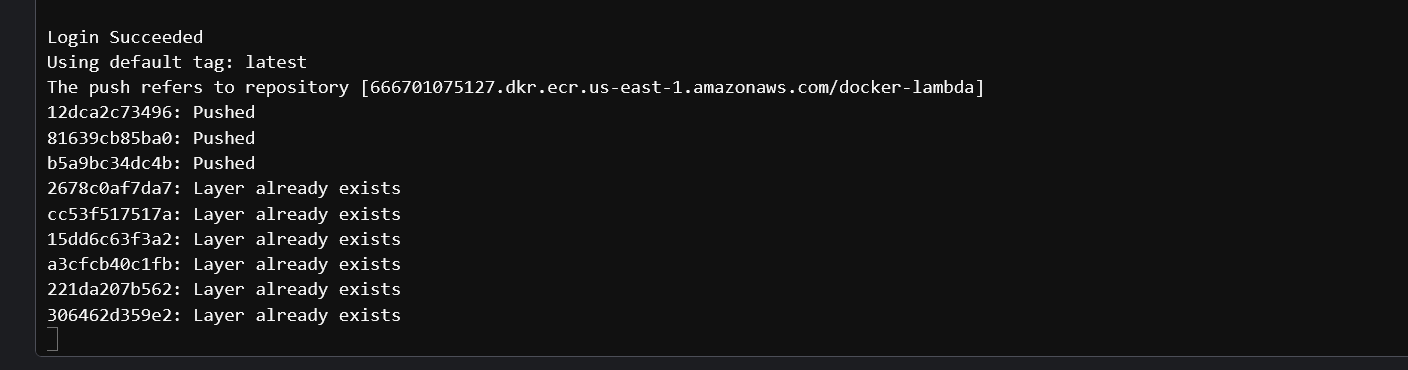 Login Succeeded
Using default tag: latest
The push refers to repository [666701075127.dkr.ecr.us-east-1.amazonaws.com/docker-lambda]
12dca2c73496: Pushed
81639cb85ba0: Pushed
b5a9bc34dc4b: Pushed
2678c0af7da7: Layer already exists
cc53f517517a: Layer already exists
15dd6c63f3a2: Layer already exists
a3cfcb40c1fb: Layer already exists
221da207b562: Layer already exists
306462d359e2: Layer already exists